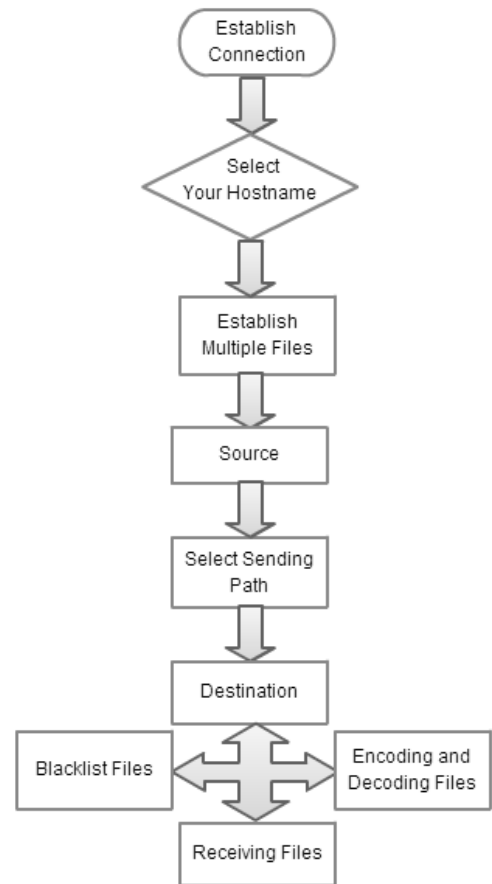 Establish
Connection
Select
Your Hostname
Establish
Multiple Files
Source
Select Sending
Path
Destination
Blacklist Files
Encoding and
Decoding Files
Receiving Files